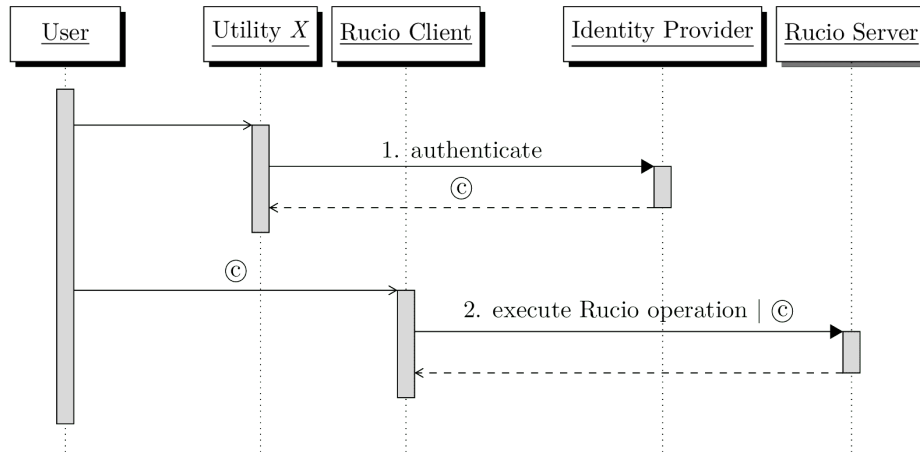 User
Utility X
Rucio Client
Identity Provider
Rucio Server
1. authenticate
ⓒ
ⓒ
2. execute Rucio operation | ⓒ